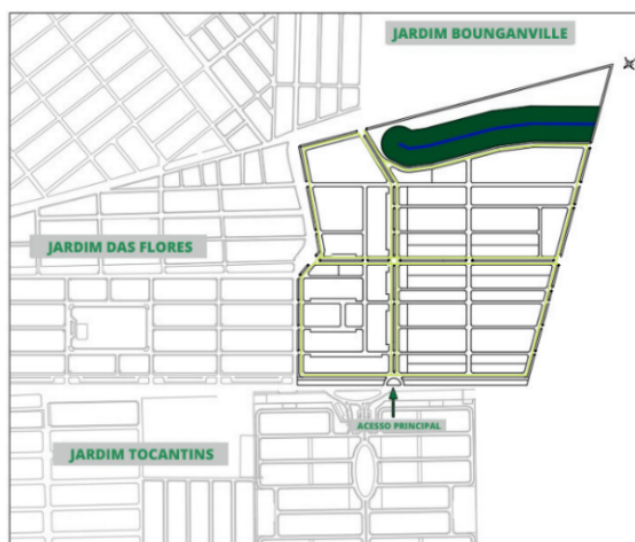 JARDIM BOUNGANVILLE
JARDIM DAS FLORES
ACESSO PRINCIPAL
JARDIM TOCANTINS